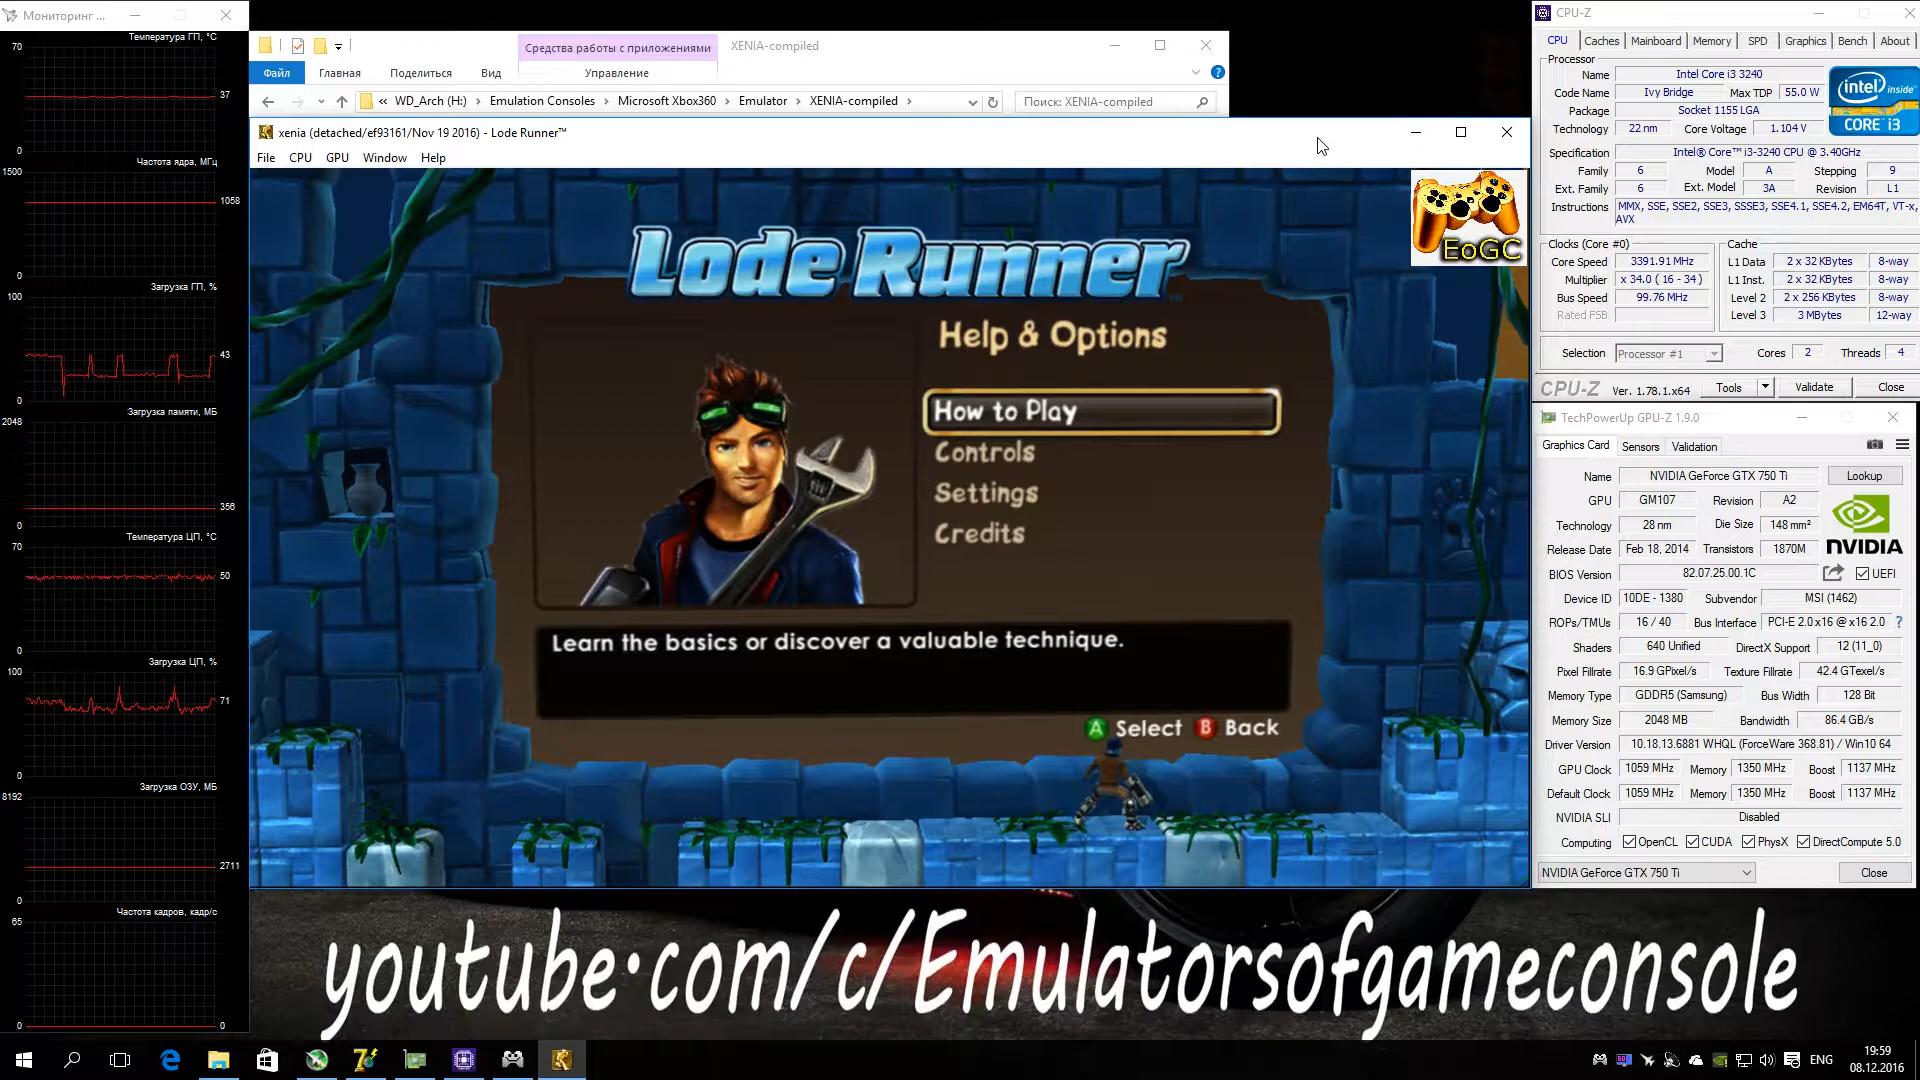 Мониторинг ...
Температура ГП, °C
70
37
0
Частота ядра, МГц
1500
1058
0
Загрузка ГП, %
100
43
0
Загрузка памяти, МБ
2048
356
0
Температура ЦП, °C
70
50
0
Загрузка ЦП, %
100
71
0
Загрузка ОЗУ, МБ
8192
2711
0
Частота кадров, кадр/с
65
0
0
Средства работы с приложениями
XENIA-compiled
Файл
Главная
Поделиться
Вид
Управление
« WD_Arch (H:) › Emulation Consoles › Microsoft Xbox360 › Emulator › XENIA-compiled ›
Поиск: XENIA-compiled
xenia (detached/ef93161/Nov 19 2016) - Lode Runner™
File CPU GPU Window Help
EoGC
Lode Runner
Help & Options
How to Play
Controls
Settings
Credits
Learn the basics or discover a valuable technique.
A Select B Back
CPU-Z
CPU Caches Mainboard Memory SPD Graphics Bench About
Processor
Name Intel Core i3 3240
Code Name Ivy Bridge Max TDP 55.0 W
Package Socket 1155 LGA
Technology 22 nm Core Voltage 1.104 V
intel inside™
CORE i3
Specification Intel® Core™ i3-3240 CPU @ 3.40GHz
Family 6 Model A Stepping 9
Ext. Family 6 Ext. Model 3A Revision L1
Instructions MMX, SSE, SSE2, SSE3, SSSE3, SSE4.1, SSE4.2, EM64T, VT-x,
AVX
Clocks (Core #0)
Core Speed 3391.91 MHz
Multiplier x 34.0 ( 16 - 34 )
Bus Speed 99.76 MHz
Rated FSB
Cache
L1 Data 2 x 32 KBytes 8-way
L1 Inst. 2 x 32 KBytes 8-way
Level 2 2 x 256 KBytes 8-way
Level 3 3 MBytes 12-way
Selection Processor #1 Cores 2 Threads 4
CPU-Z Ver. 1.78.1.x64 Tools Validate Close
TechPowerUp GPU-Z 1.9.0
Graphics Card Sensors Validation
Name NVIDIA GeForce GTX 750 Ti Lookup
GPU GM107 Revision A2
Technology 28 nm Die Size 148 mm²
Release Date Feb 18, 2014 Transistors 1870M
NVIDIA
BIOS Version 82.07.25.00.1C UEFI
Device ID 10DE - 1380 Subvendor MSI (1462)
ROPs/TMUs 16 / 40 Bus Interface PCI-E 2.0 x16 @ x16 2.0 ?
Shaders 640 Unified DirectX Support 12 (11_0)
Pixel Fillrate 16.9 GPixel/s Texture Fillrate 42.4 GTexel/s
Memory Type GDDR5 (Samsung) Bus Width 128 Bit
Memory Size 2048 MB Bandwidth 86.4 GB/s
Driver Version 10.18.13.6881 WHQL (ForceWare 368.81) / Win10 64
GPU Clock 1059 MHz Memory 1350 MHz Boost 1137 MHz
Default Clock 1059 MHz Memory 1350 MHz Boost 1137 MHz
NVIDIA SLI Disabled
Computing OpenCL CUDA PhysX DirectCompute 5.0
NVIDIA GeForce GTX 750 Ti Close
youtube.com/c/Emulatorsofgameconsole
ENG
19:59
08.12.2016